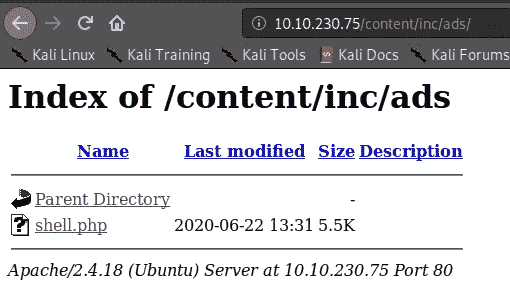 10.10.230.75/content/inc/ads/
Kali Linux Kali Training Kali Tools Kali Docs Kali Forums
Index of /content/inc/ads
Name Last modified Size Description
Parent Directory -
shell.php 2020-06-22 13:31 5.5K
Apache/2.4.18 (Ubuntu) Server at 10.10.230.75 Port 80